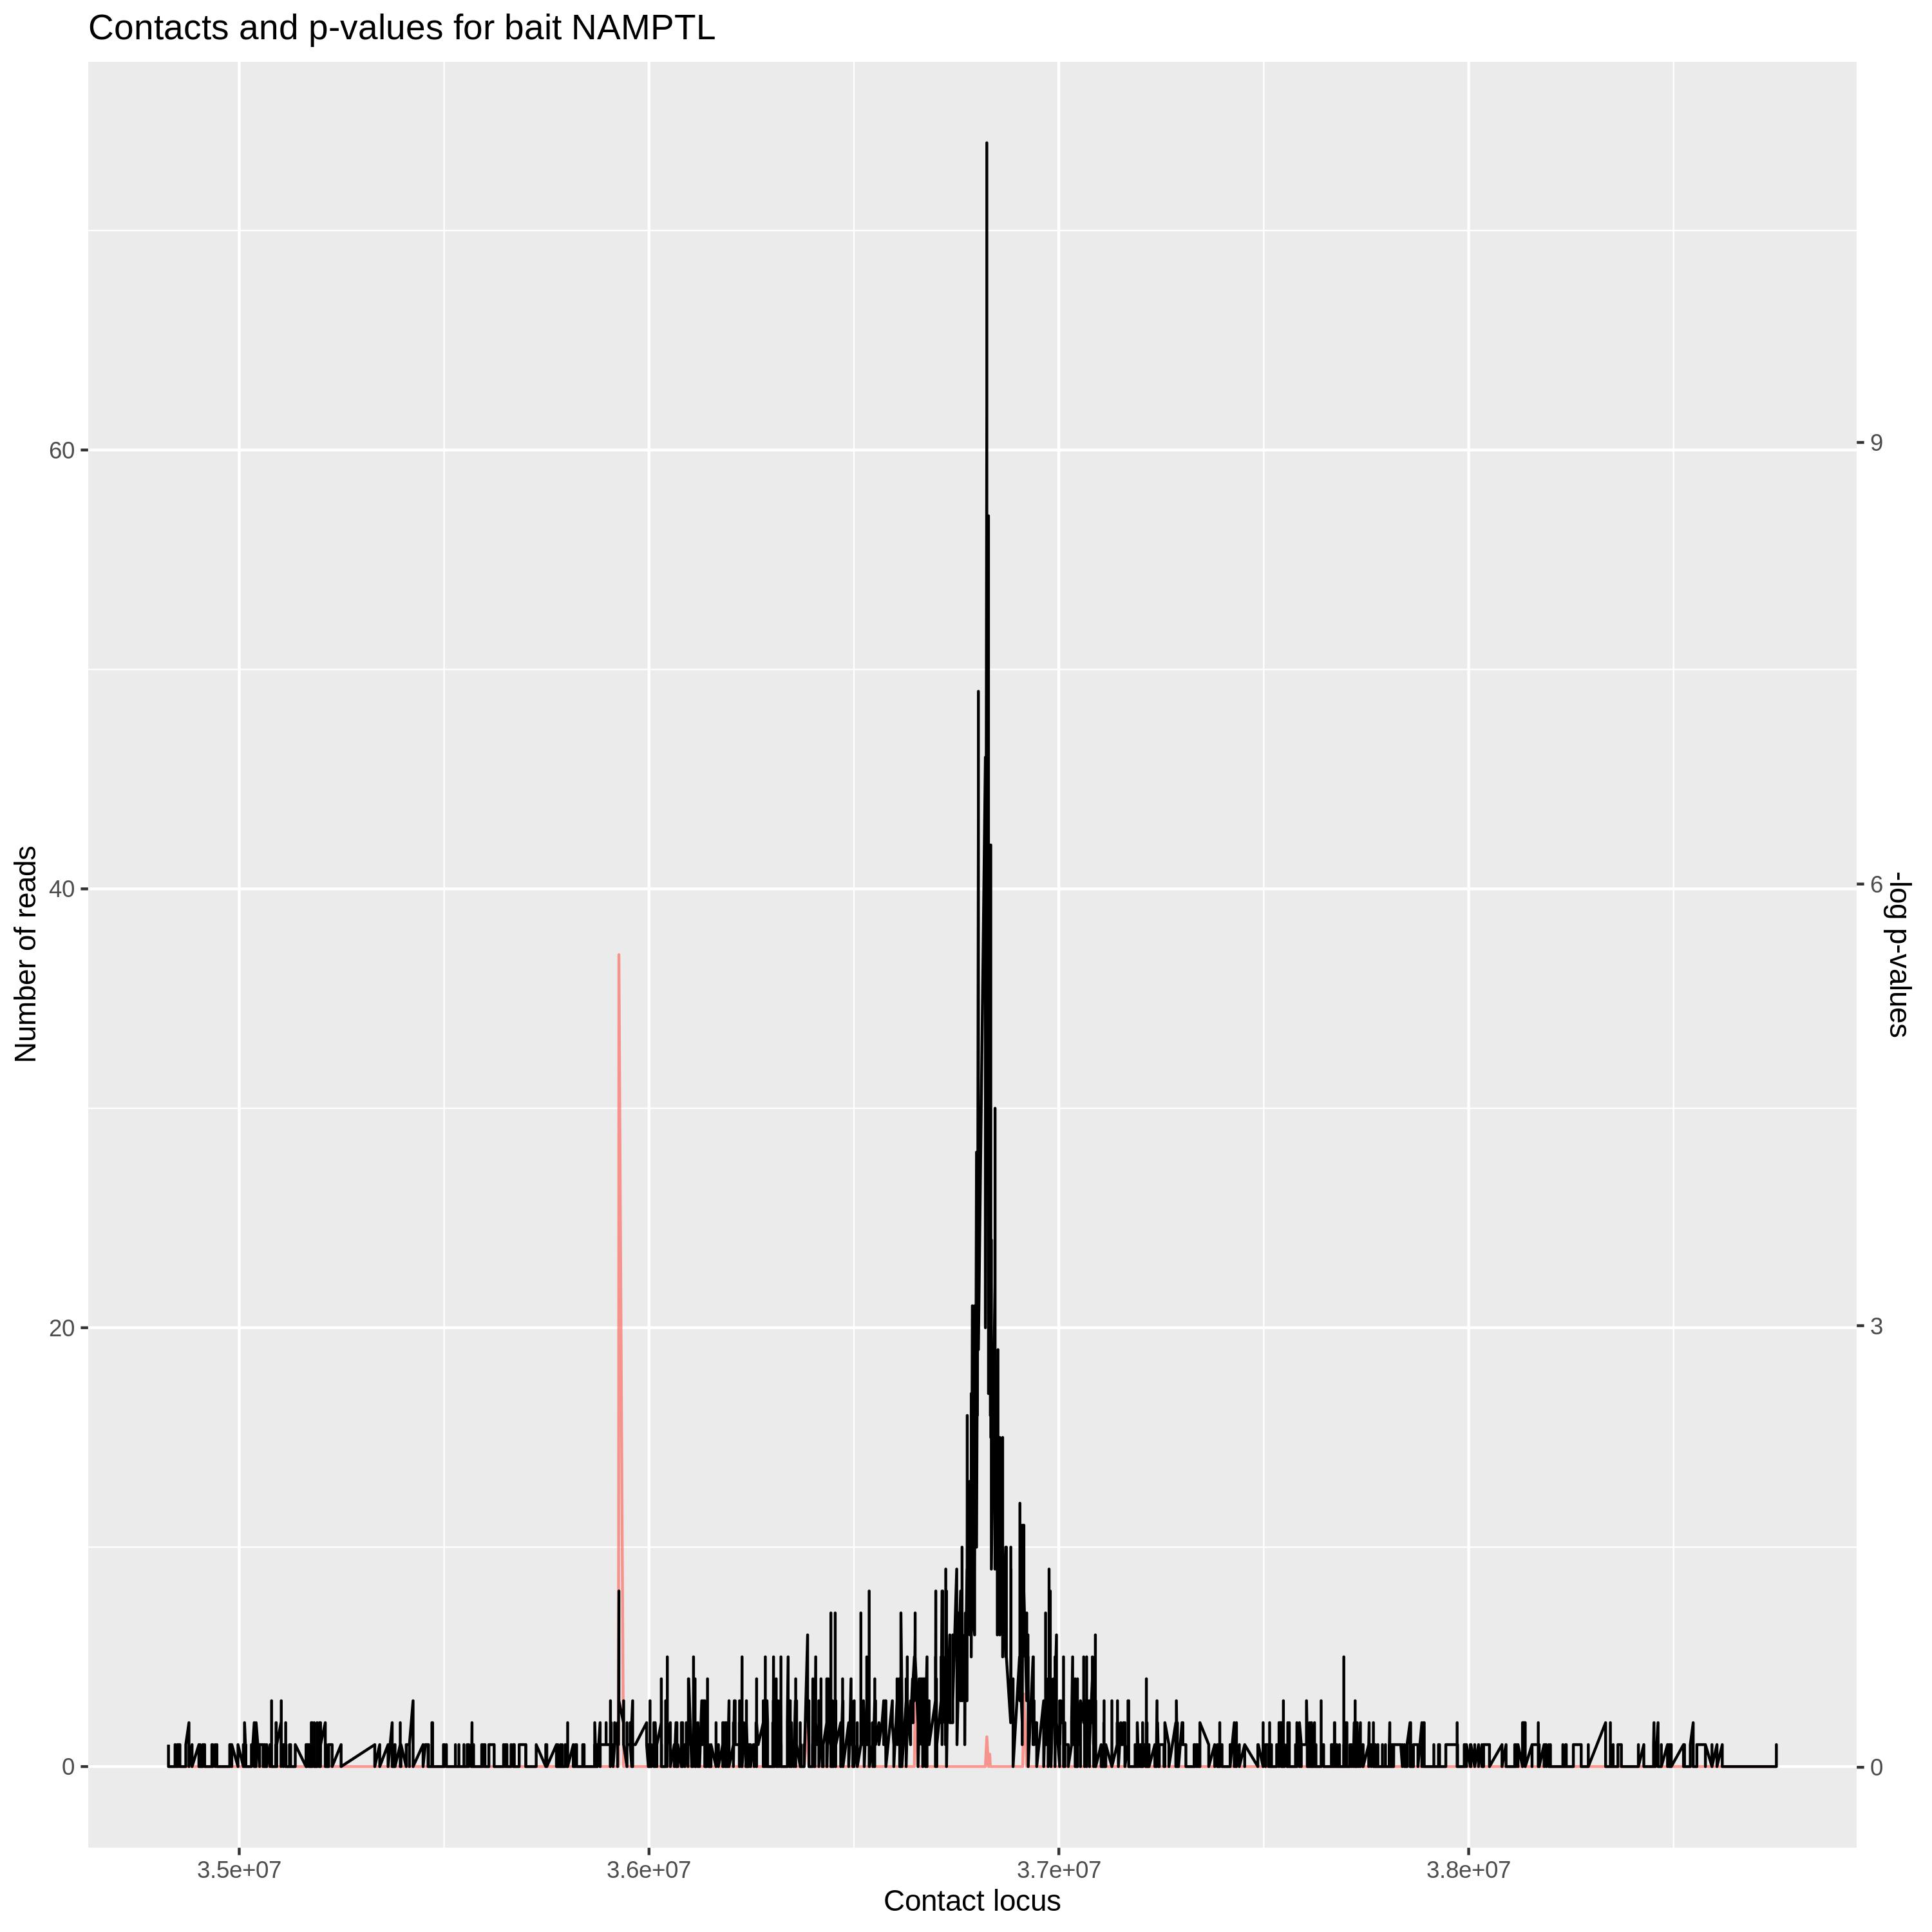 Contacts and p-values for bait NAMPTL
Number of reads
60
40
20
0
9
6
3
0
-log p-values
3.5e+07 3.6e+07 3.7e+07 3.8e+07
Contact locus